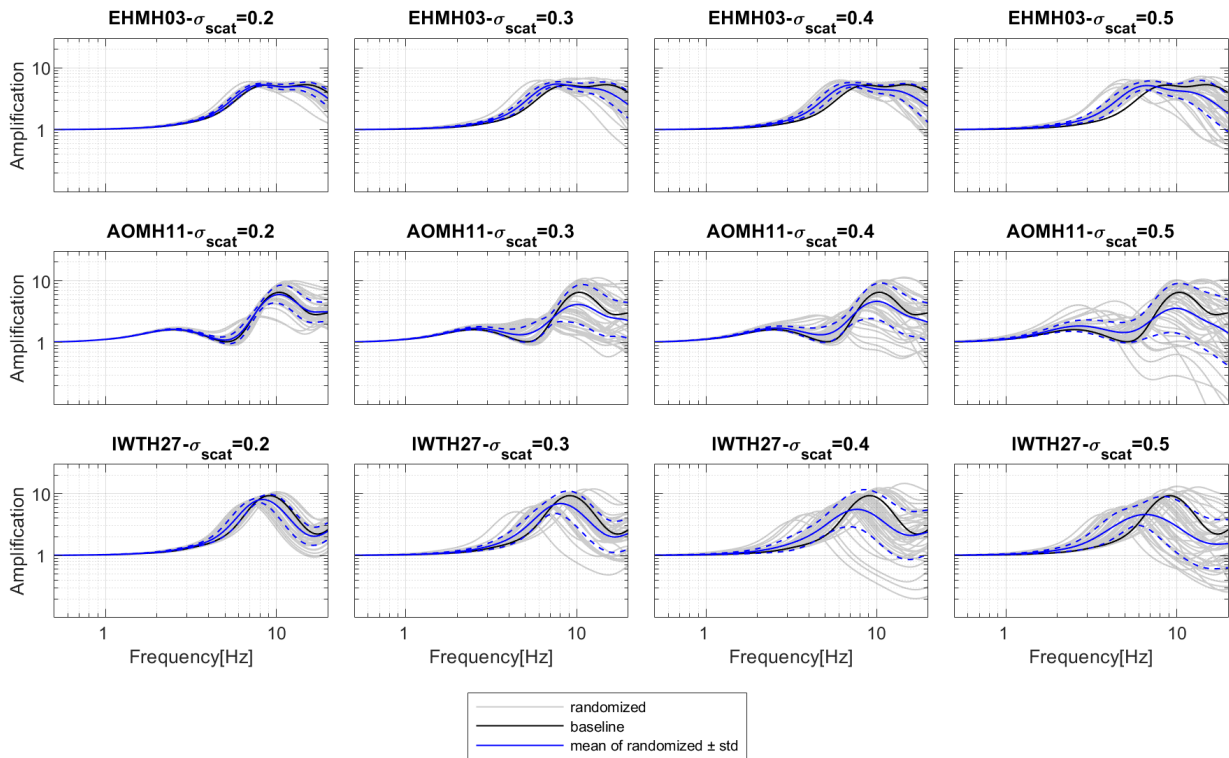 EHMH03-σscat=0.2 EHMH03-σscat=0.3 EHMH03-σscat=0.4 EHMH03-σscat=0.5
10
1
Amplification
AOMH11-σscat=0.2 AOMH11-σscat=0.3 AOMH11-σscat=0.4 AOMH11-σscat=0.5
10
1
Amplification
IWTH27-σscat=0.2 IWTH27-σscat=0.3 IWTH27-σscat=0.4 IWTH27-σscat=0.5
10
1
Amplification
1 10 1 10 1 10 1 10
Frequency[Hz] Frequency[Hz] Frequency[Hz] Frequency[Hz]
randomized
baseline
mean of randomized ± std